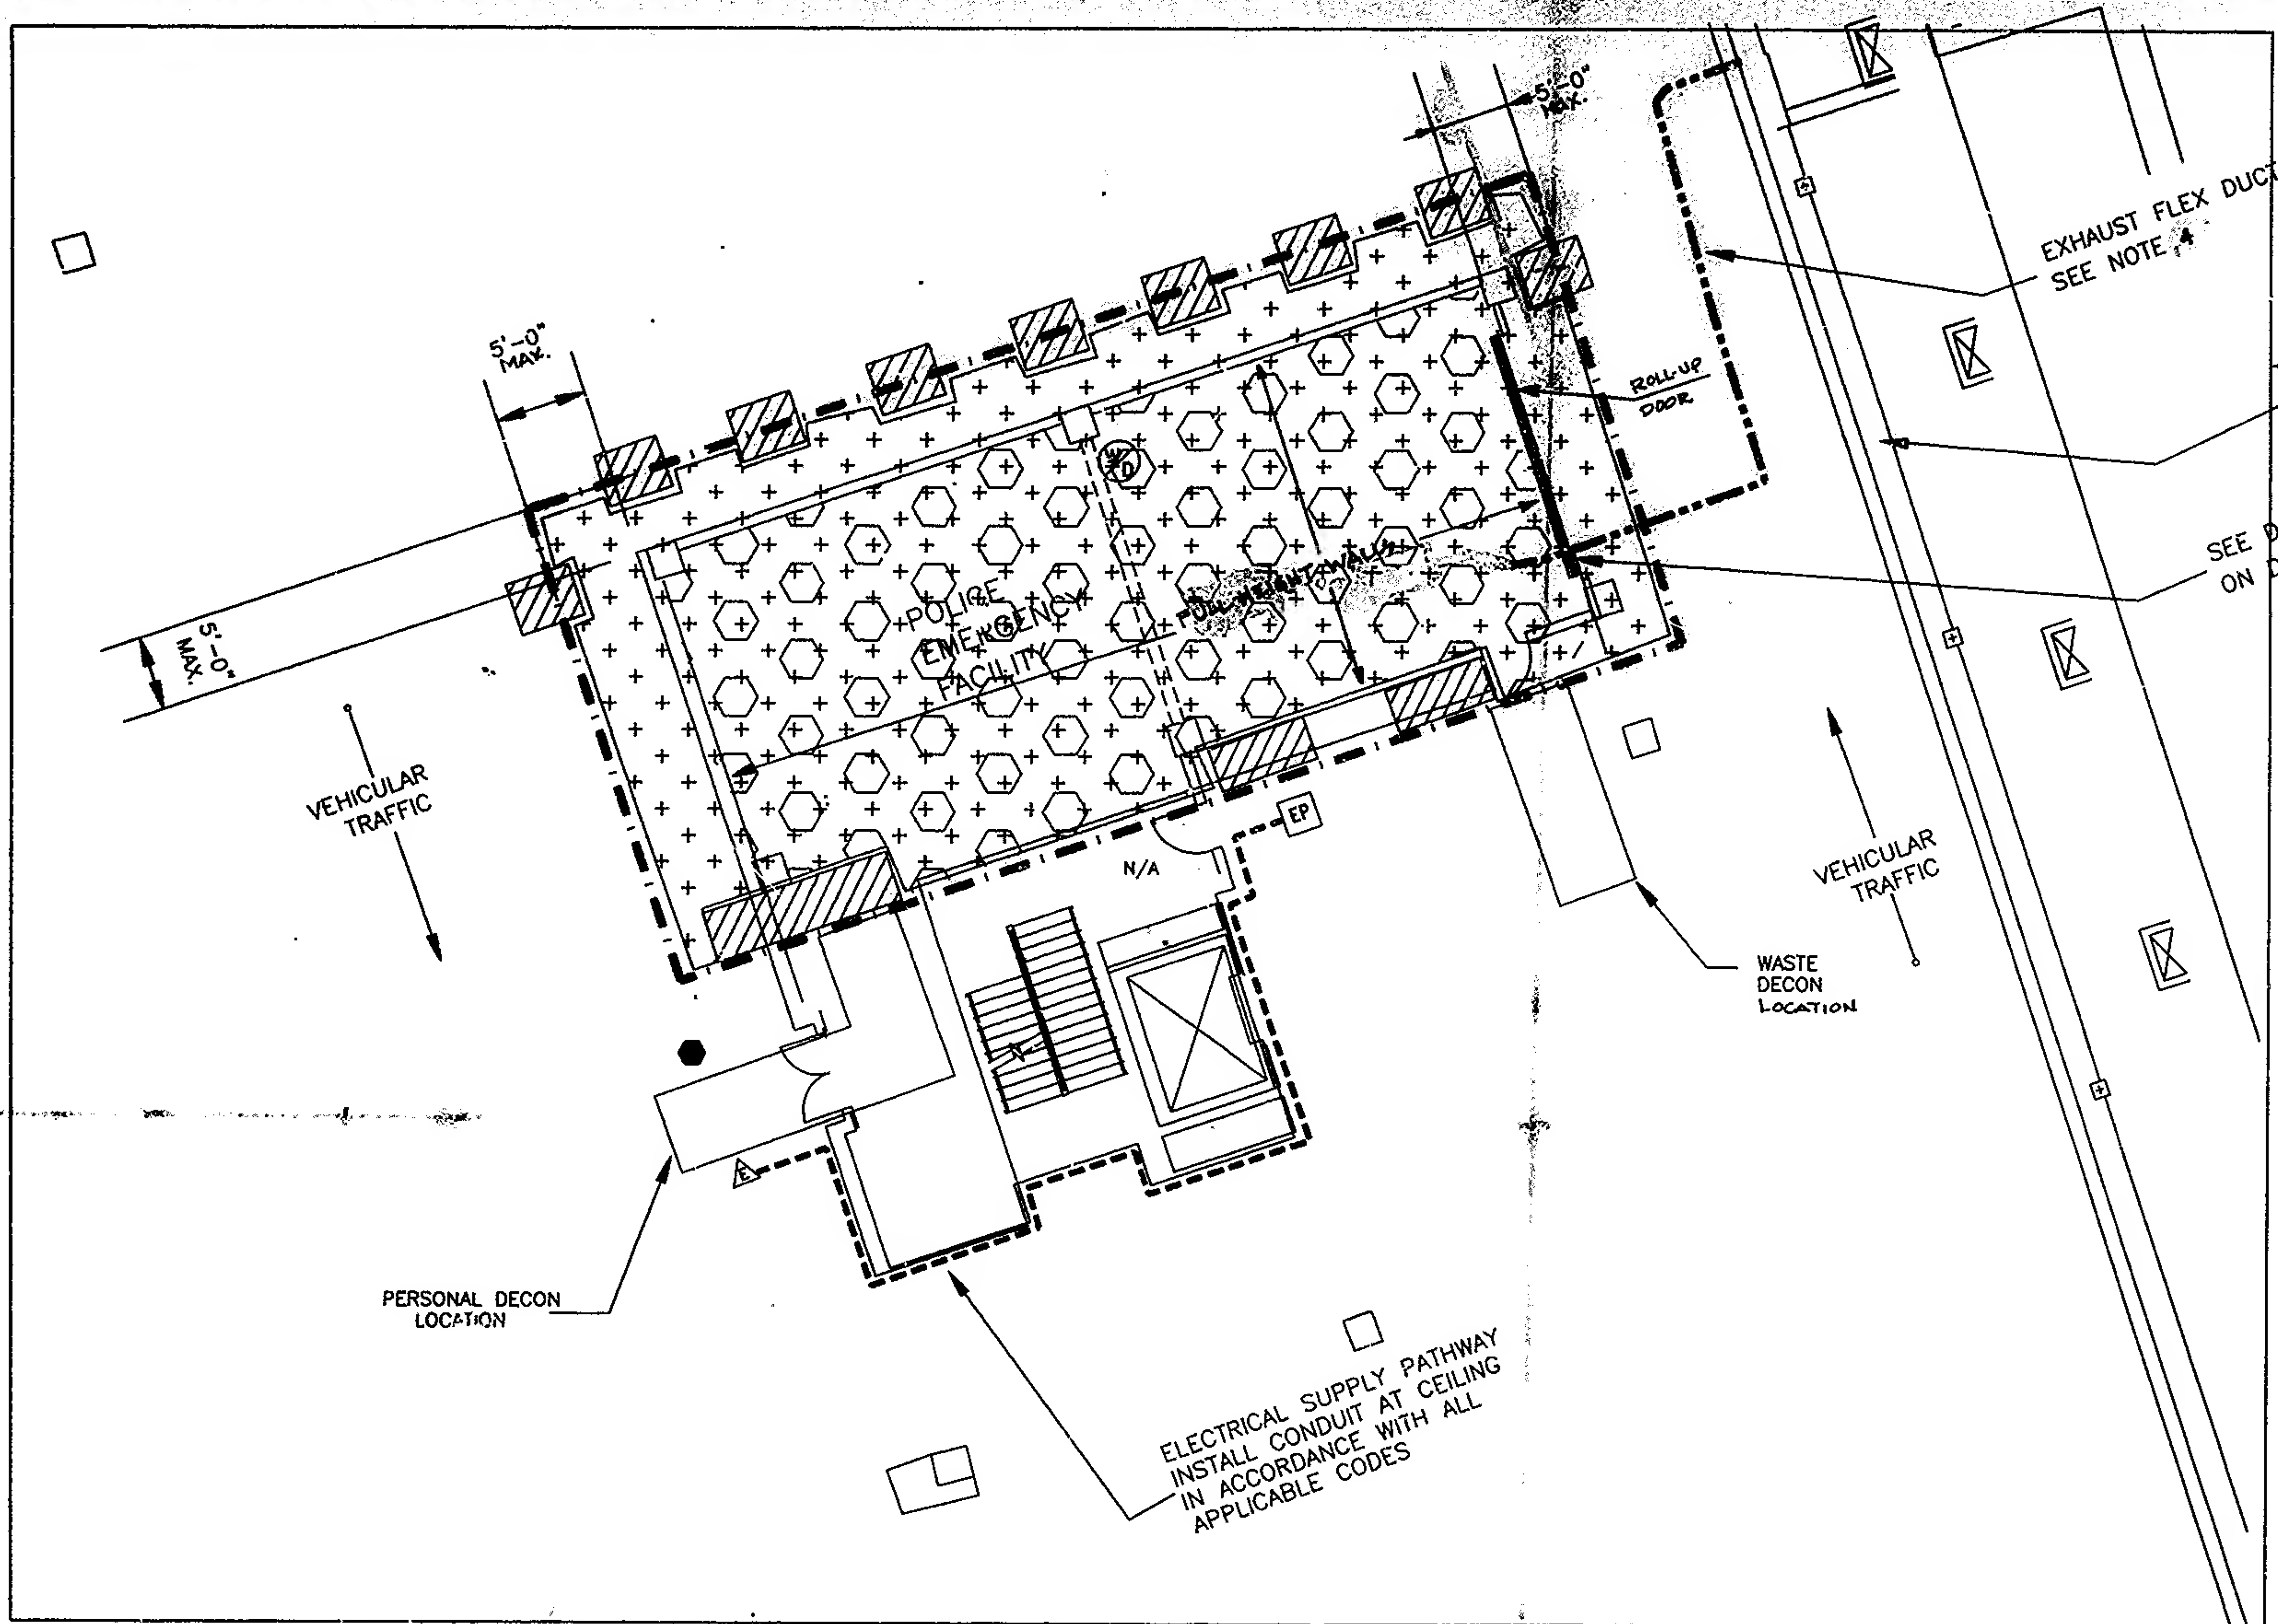 5'-0"
MAX.
EXHAUST FLEX DUCT
SEE NOTE 4
5'-0"
MAX.
ROLL-UP
DOOR
W
D
SEE
ON
FULL HEIGHT WALLS
POLICE
EMERGENCY
FACILITY
5'-0"
MAX.
VEHICULAR
TRAFFIC
EP
N/A
VEHICULAR
TRAFFIC
WASTE
DECON
LOCATION
E
PERSONAL DECON
LOCATION
ELECTRICAL SUPPLY PATHWAY
INSTALL CONDUIT AT CEILING
IN ACCORDANCE WITH ALL
APPLICABLE CODES